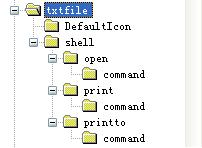 txtfile
DefaultIcon
shell
open
command
print
command
printto
command